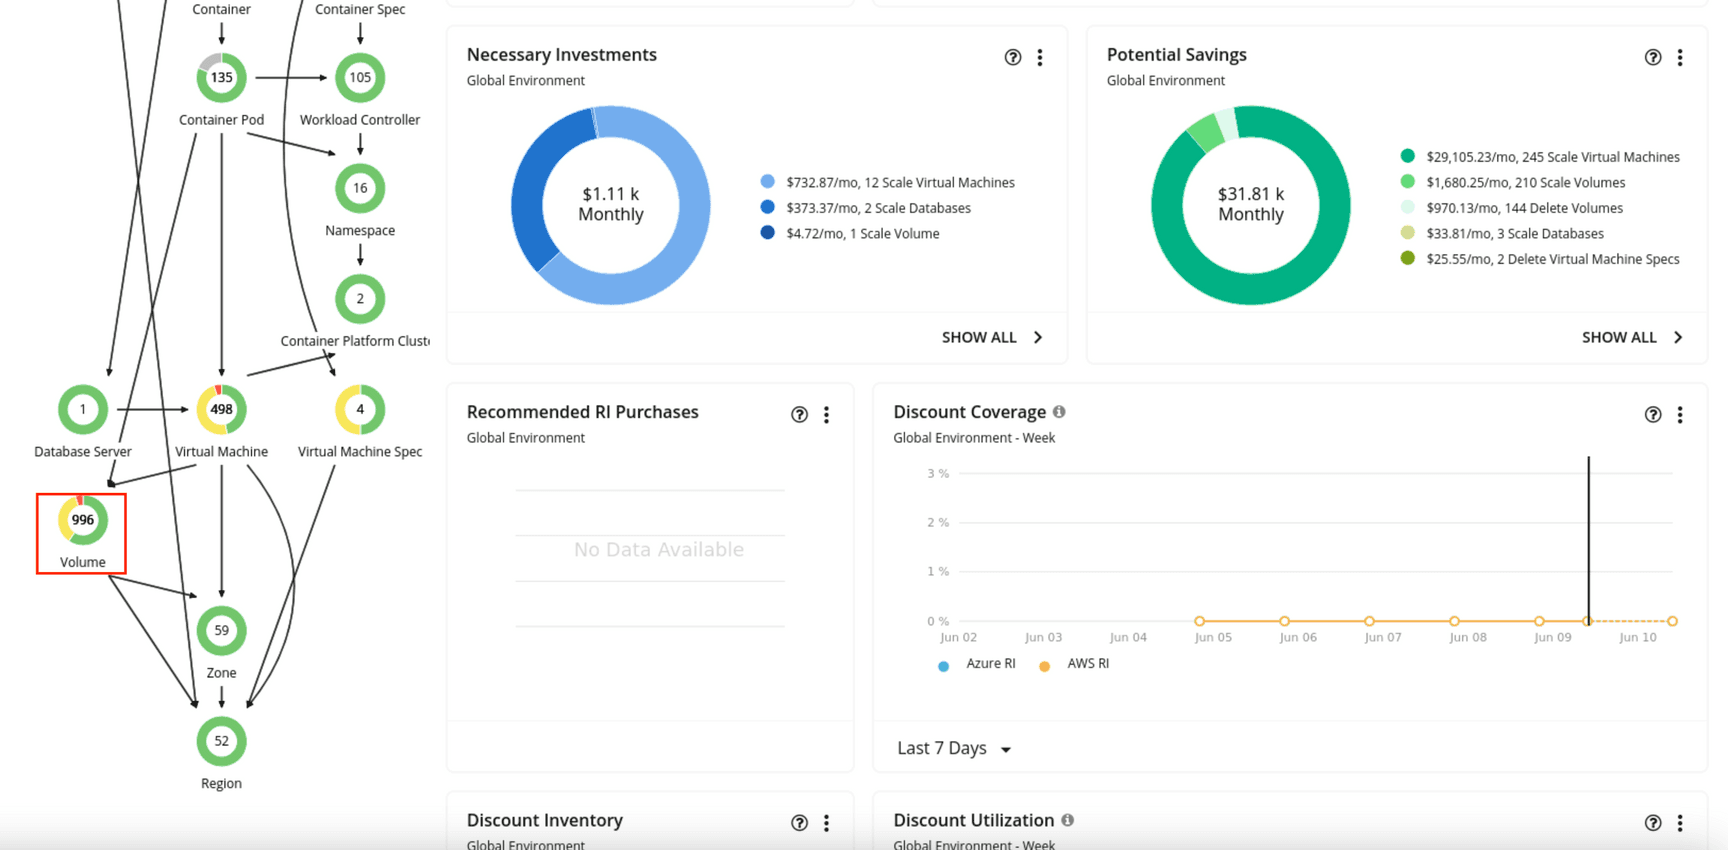 Container
Container Spec
135
105
Container Pod
Workload Controller
16
Namespace
2
Container Platform Cluste
1
498
4
Database Server
Virtual Machine
Virtual Machine Spec
996
Volume
59
Zone
52
Region
Necessary Investments
Global Environment
$1.11 k
Monthly
$732.87/mo, 12 Scale Virtual Machines
$373.37/mo, 2 Scale Databases
$4.72/mo, 1 Scale Volume
SHOW ALL
Potential Savings
Global Environment
$31.81 k
Monthly
$29,105.23/mo, 245 Scale Virtual Machines
$1,680.25/mo, 210 Scale Volumes
$970.13/mo, 144 Delete Volumes
$33.81/mo, 3 Scale Databases
$25.55/mo, 2 Delete Virtual Machine Specs
SHOW ALL
Recommended RI Purchases
Global Environment
No Data Available
Discount Coverage
Global Environment - Week
3 %
2 %
1 %
0 %
Jun 02 Jun 03 Jun 04 Jun 05 Jun 06 Jun 07 Jun 08 Jun 09 Jun 10
Azure RI AWS RI
Last 7 Days
Discount Inventory
Global Environment
Discount Utilization
Global Environment - Week